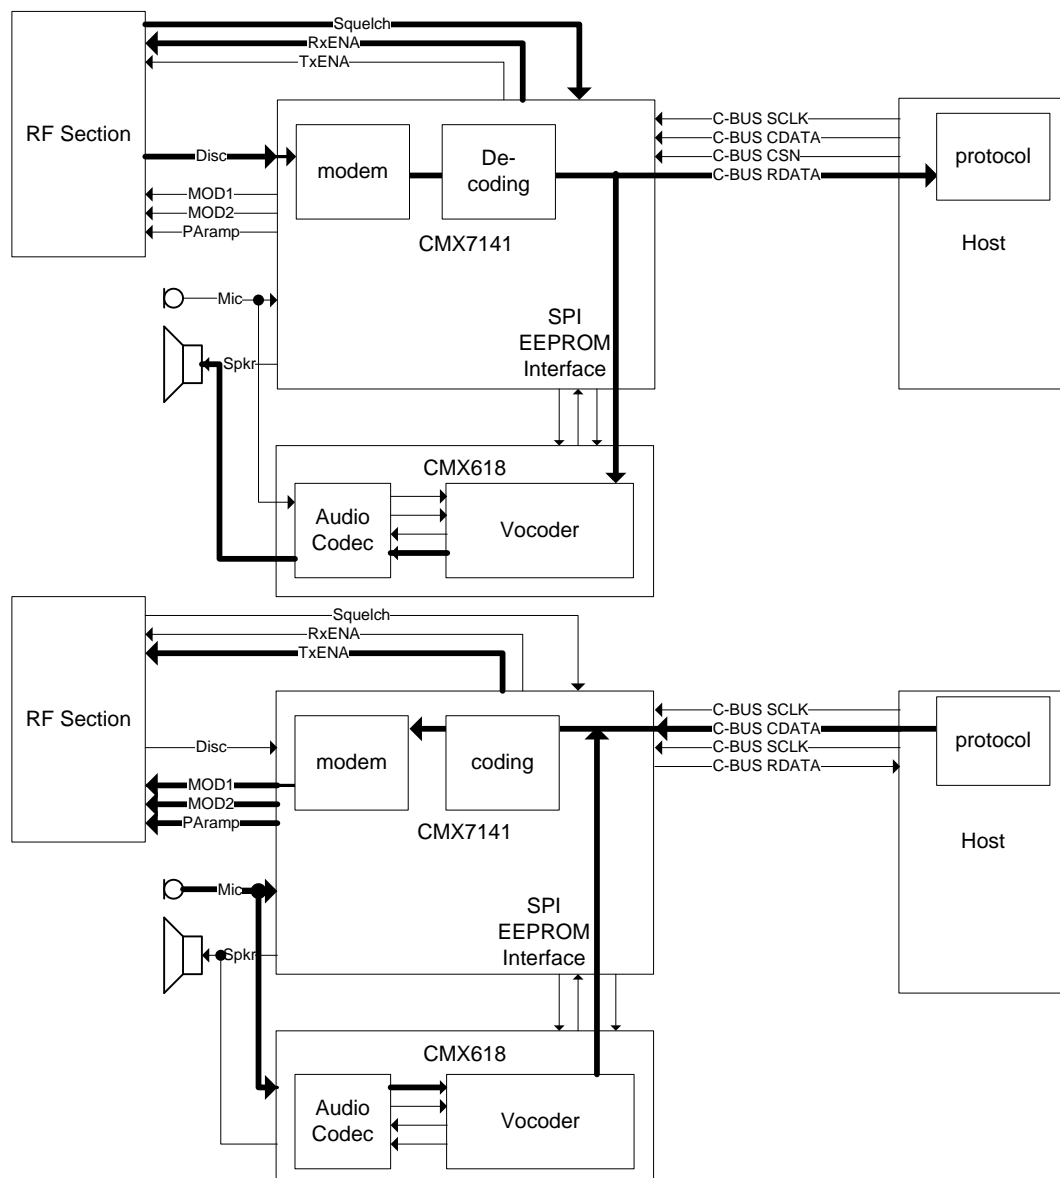 Squelch
RxENA
TxENA
RF Section
C-BUS SCLK
C-BUS CDATA
C-BUS CSN
C-BUS RDATA
protocol
Disc
modem
De-
coding
MOD1
MOD2
PAramp
CMX7141
Host
Mic
SPI
EEPROM
Interface
Spkr
CMX618
Audio
Codec
Vocoder
Squelch
RxENA
TxENA
RF Section
C-BUS SCLK
C-BUS CDATA
C-BUS SCLK
C-BUS RDATA
protocol
Disc
modem
coding
MOD1
MOD2
PAramp
CMX7141
Host
Mic
SPI
EEPROM
Interface
Spkr
CMX618
Audio
Codec
Vocoder